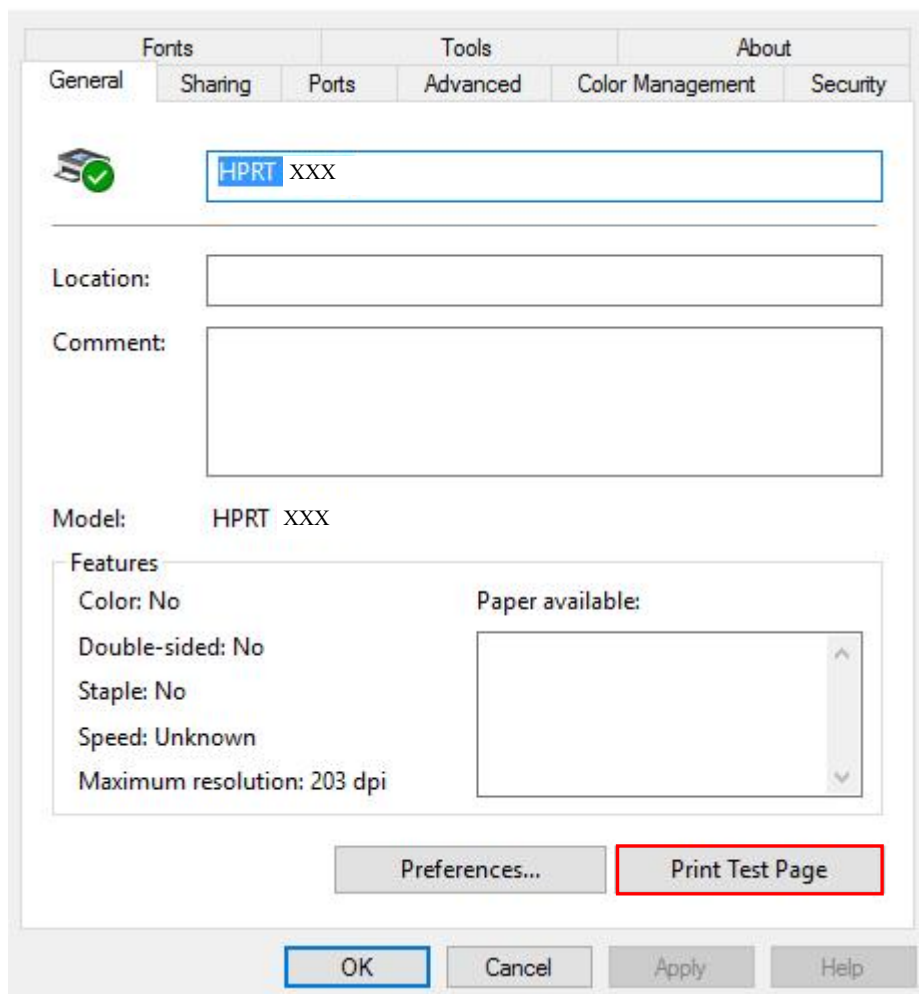 Fonts Tools About
General Sharing Ports Advanced Color Management Security
HPRT XXX
Location:
Comment:
Model: HPRT XXX
Features
Color: No
Paper available:
Double-sided: No
Staple: No
Speed: Unknown
Maximum resolution: 203 dpi
Preferences... Print Test Page
OK Cancel Apply Help